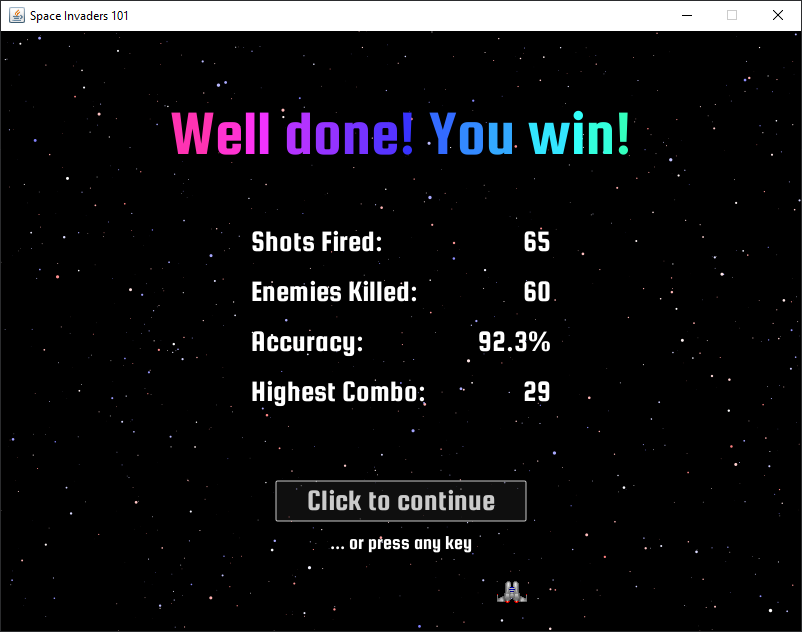 Space Invaders 101
Well done! You win!
Shots Fired: 65
Enemies Killed: 60
Accuracy: 92.3%
Highest Combo: 29
Click to continue
... or press any key